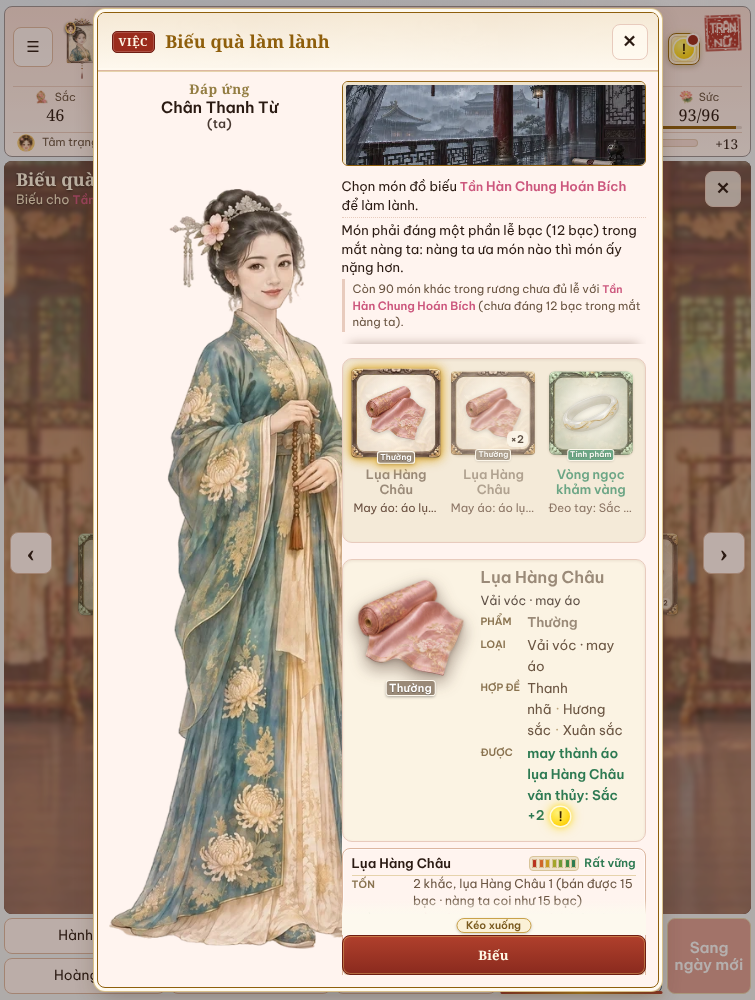 VIỆC Biếu quà làm lành ✕
Đáp ứng
Chân Thanh Từ
(ta)
Chọn món đồ biếu Tần Hàn Chung Hoán Bích
để làm lành.
Món phải đáng một phần lễ bạc (12 bạc) trong
mắt nàng ta: nàng ta ưa món nào thì món ấy
nặng hơn.
Còn 90 món khác trong rương chưa đủ lễ với Tần
Hàn Chung Hoán Bích (chưa đáng 12 bạc trong mắt
nàng ta).
Thường
Lụa Hàng
Châu
May áo: áo lụ...
×2
Thường
Lụa Hàng
Châu
May áo: áo lụ...
Tinh phẩm
Vòng ngọc
khảm vàng
Đeo tay: Sắc ...
Thường
Lụa Hàng Châu
Vải vóc · may áo
PHẨM Thường
LOẠI Vải vóc · may
áo
HỢP ĐỀ Thanh
nhã · Hương
sắc · Xuân sắc
ĐƯỢC may thành áo
lụa Hàng Châu
vân thủy: Sắc
+2 !
Lụa Hàng Châu Rất vững
TỐN 2 khắc, lụa Hàng Châu 1 (bán được 15
bạc · nàng ta coi như 15 bạc)
Kéo xuống
Biếu
☰
Sắc
46
Tâm trạng
!
TRẦN
NỮ
Sức
93/96
+13
Biếu quà
Biếu cho Tần
✕
‹
›
Hành
Hoàng
Sang
ngày mới